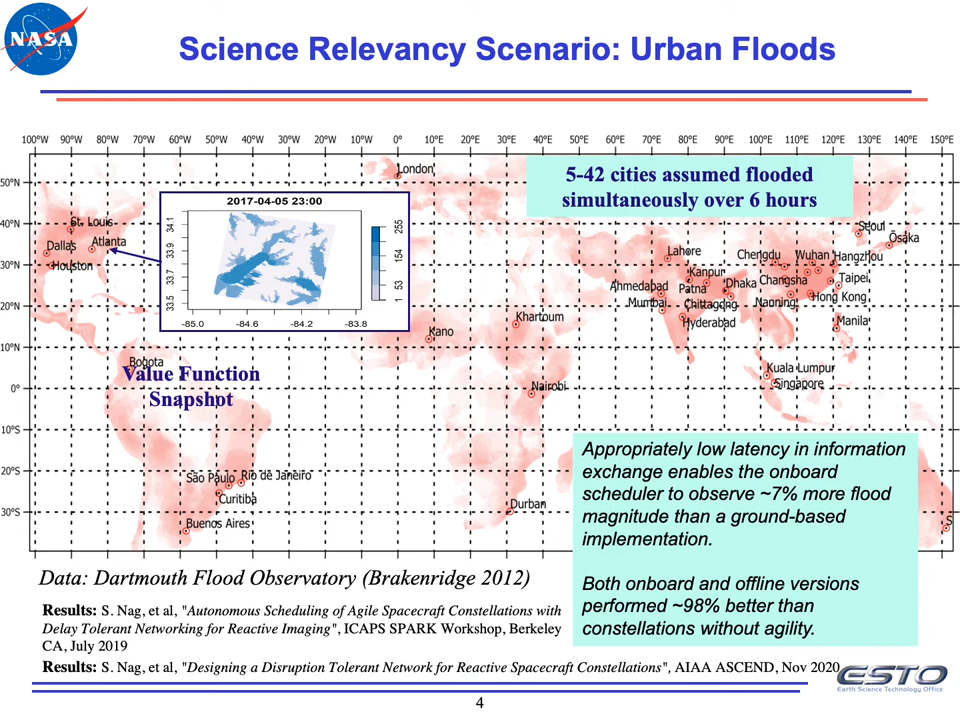 NASA
Science Relevancy Scenario: Urban Floods
100°W 90°W 80°W 70°W 60°W 50°W 40°W 30°W 20°W 10°W 0° 10°E 20°E 30°E 40°E 50°E 60°E 70°E 80°E 90°E 100°E 110°E 120°E 130°E 140°E 150°E
50°N
40°N
30°N
20°N
10°N
0°
10°S
20°S
30°S
London
5-42 cities assumed flooded
simultaneously over 6 hours
2017-04-05 23:00
34.1
33.9
33.7
33.5
-85.0 -84.6 -84.2 -83.8
255
154
53
1
St. Louis
Dallas
Atlanta
Houston
Seoul
Osaka
Lahore
Chengdu
Wuhan
Hangzhou
Kanpur
Ahmedabad
Patna
Dhaka
Changsha
Taipei
Mumbai
Chittagong
Nanning
Hong Kong
Hyderabad
Manila
Khartoum
Kano
Bogota
Value Function
Snapshot
Nairobi
Kuala Lumpur
Singapore
São Paulo
Rio de Janeiro
Curitiba
Buenos Aires
Durban
S
Appropriately low latency in information
exchange enables the onboard
scheduler to observe ~7% more flood
magnitude than a ground-based
implementation.
Both onboard and offline versions
performed ~98% better than
constellations without agility.
Data: Dartmouth Flood Observatory (Brakenridge 2012)
Results: S. Nag, et al, "Autonomous Scheduling of Agile Spacecraft Constellations with
Delay Tolerant Networking for Reactive Imaging", ICAPS SPARK Workshop, Berkeley
CA, July 2019
Results: S. Nag, et al, "Designing a Disruption Tolerant Network for Reactive Spacecraft Constellations", AIAA ASCEND, Nov 2020
ESTO
Earth Science Technology Office
4